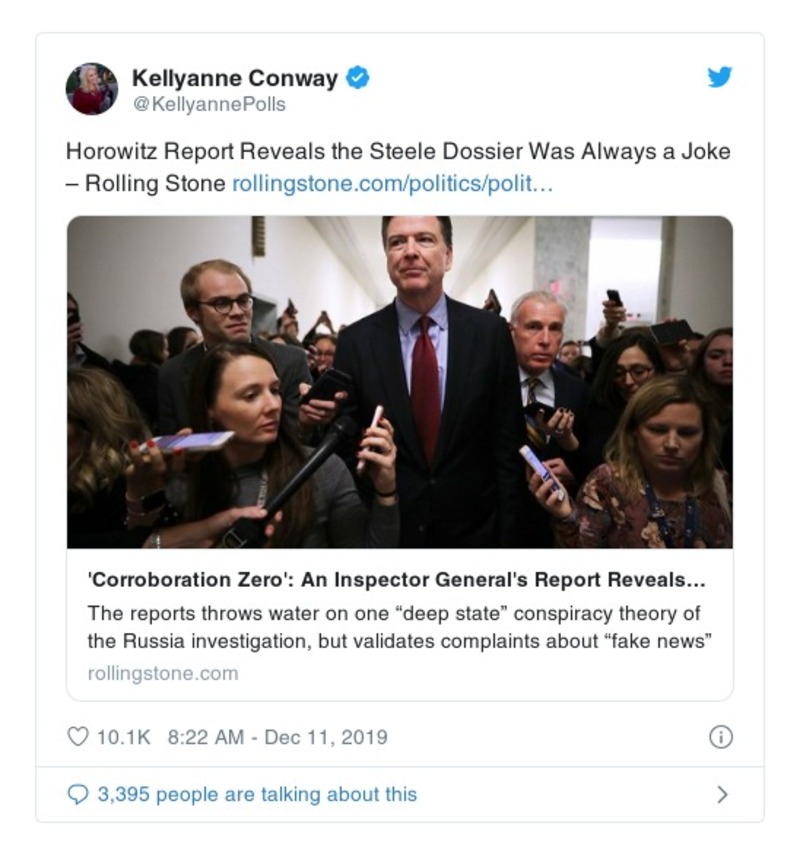 Kellyanne Conway
@KellyannePolls
Horowitz Report Reveals the Steele Dossier Was Always a Joke
– Rolling Stone rollingstone.com/politics/polit…
'Corroboration Zero': An Inspector General's Report Reveals...
The reports throws water on one “deep state” conspiracy theory of
the Russia investigation, but validates complaints about “fake news”
rollingstone.com
10.1K 8:22 AM - Dec 11, 2019
3,395 people are talking about this